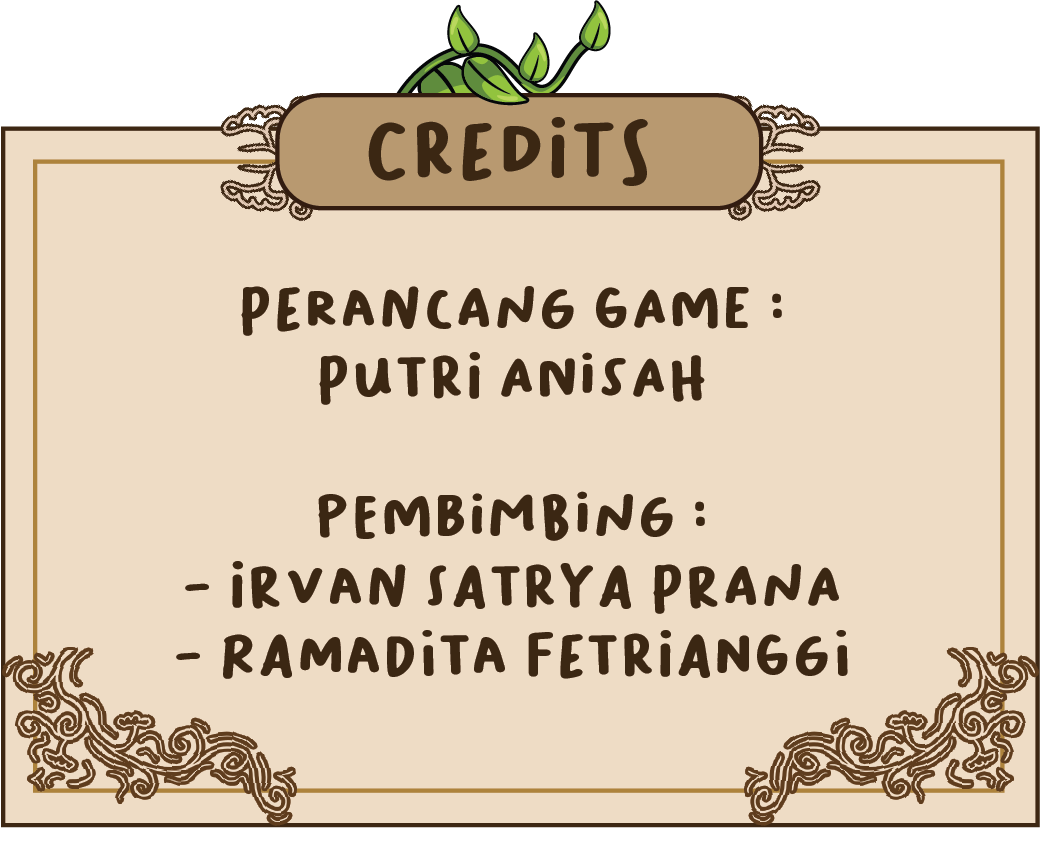 CREDiTS
PERANCANG GAME :
PUTRi ANiSAH
PEMBiMBiNG :
- iRVAN SATRYA PRANA
- RAMADiTA FETRiANGGi